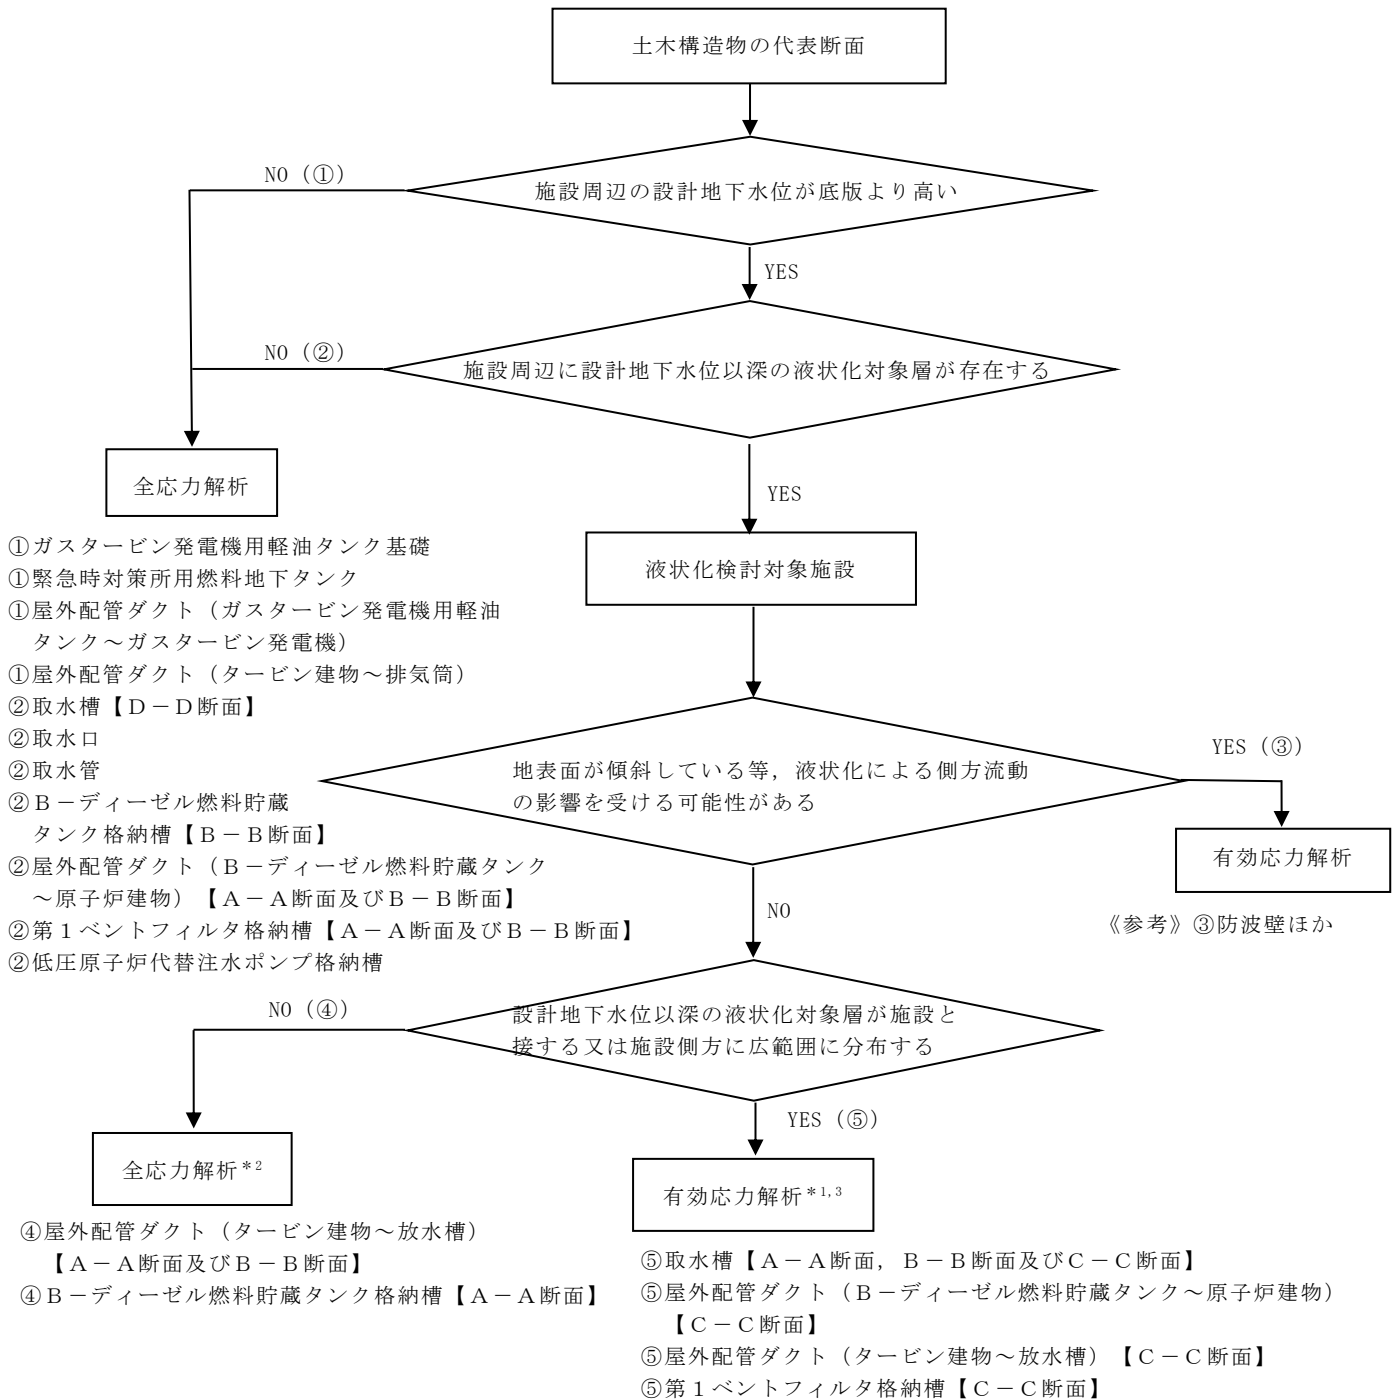 土木構造物の代表断面
NO（①）
施設周辺の設計地下水位が底版より高い
YES
NO（②）
施設周辺に設計地下水位以深の液状化対象層が存在する
全応力解析
YES
①ガスタービン発電機用軽油タンク基礎
①緊急時対策所用燃料地下タンク
①屋外配管ダクト（ガスタービン発電機用軽油
タンク～ガスタービン発電機）
①屋外配管ダクト（タービン建物～排気筒）
②取水槽【Ｄ－Ｄ断面】
②取水口
②取水管
②Ｂ－ディーゼル燃料貯蔵
タンク格納槽【Ｂ－Ｂ断面】
②屋外配管ダクト（Ｂ－ディーゼル燃料貯蔵タンク
～原子炉建物）【Ａ－Ａ断面及びＢ－Ｂ断面】
②第１ベントフィルタ格納槽【Ａ－Ａ断面及びＢ－Ｂ断面】
②低圧原子炉代替注水ポンプ格納槽
液状化検討対象施設
地表面が傾斜している等，液状化による側方流動
の影響を受ける可能性がある
YES（③）
有効応力解析
《参考》③防波壁ほか
NO
NO（④）
設計地下水位以深の液状化対象層が施設と
接する又は施設側方に広範囲に分布する
YES（⑤）
全応力解析＊2
④屋外配管ダクト（タービン建物～放水槽）
【Ａ－Ａ断面及びＢ－Ｂ断面】
④Ｂ－ディーゼル燃料貯蔵タンク格納槽【Ａ－Ａ断面】
有効応力解析＊1,3
⑤取水槽【Ａ－Ａ断面，Ｂ－Ｂ断面及びＣ－Ｃ断面】
⑤屋外配管ダクト（Ｂ－ディーゼル燃料貯蔵タンク～原子炉建物）
【Ｃ－Ｃ断面】
⑤屋外配管ダクト（タービン建物～放水槽）【Ｃ－Ｃ断面】
⑤第１ベントフィルタ格納槽【Ｃ－Ｃ断面】